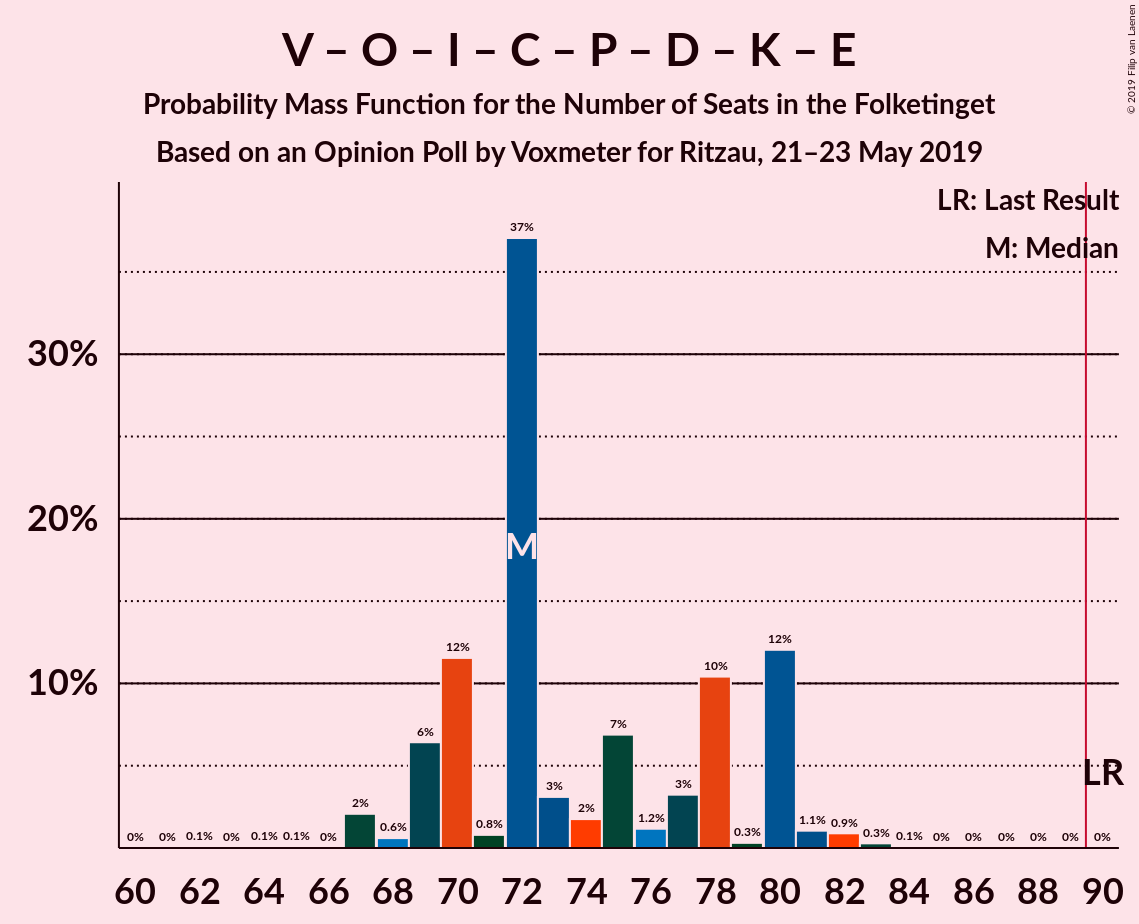 V – O – I – C – P – D – K – E
Probability Mass Function for the Number of Seats in the Folketinget
Based on an Opinion Poll by Voxmeter for Ritzau, 21–23 May 2019
© 2019 Filip van Laenen
LR: Last Result
M: Median
30%
20%
10%
0% 0% 0.1% 0% 0.1% 0.1% 0% 2% 0.6% 6% 12% 0.8% 37% 3% 2% 7% 1.2% 3% 10% 0.3% 12% 1.1% 0.9% 0.3% 0.1% 0% 0% 0% 0% 0% 0%
M
LR
60 62 64 66 68 70 72 74 76 78 80 82 84 86 88 90